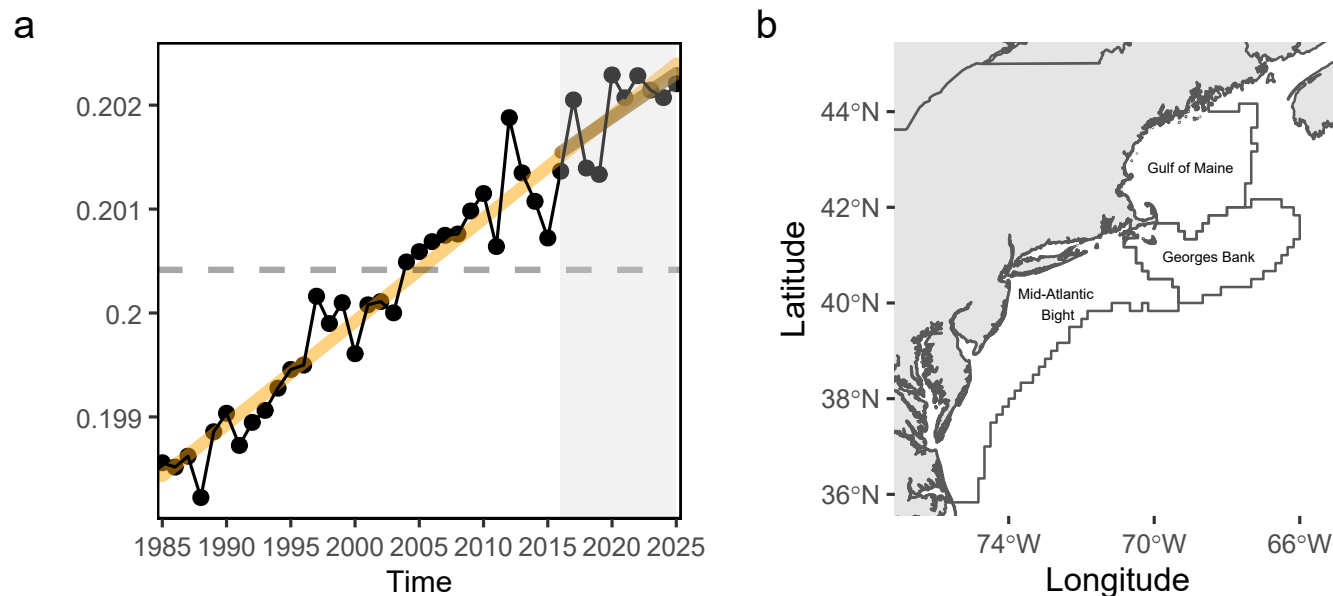 a
0.202
0.201
0.2
0.199
1985 1990 1995 2000 2005 2010 2015 2020 2025
Time
b
44°N
42°N
40°N
38°N
36°N
Latitude
Gulf of Maine
Georges Bank
Mid-Atlantic
Bight
74°W 70°W 66°W
Longitude